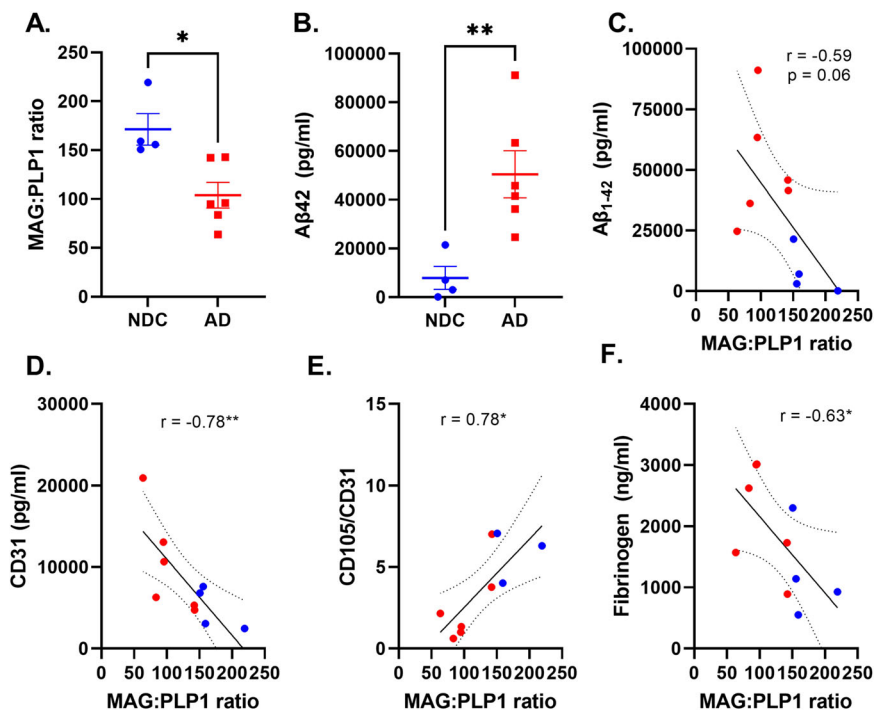 A.
*
MAG:PLP1 ratio
250
200
150
100
50
0
NDC AD
B.
**
Aβ42 (pg/ml)
100000
80000
60000
40000
20000
0
NDC AD
C.
r = -0.59
p = 0.06
Aβ1-42 (pg/ml)
100000
75000
50000
25000
0
0 50 100 150 200 250
MAG:PLP1 ratio
D.
r = -0.78**
CD31 (pg/ml)
30000
20000
10000
0
0 50 100 150 200 250
MAG:PLP1 ratio
E.
r = 0.78*
CD105/CD31
15
10
5
0
0 50 100 150 200 250
MAG:PLP1 ratio
F.
r = -0.63*
Fibrinogen (ng/ml)
4000
3000
2000
1000
0
0 50 100 150 200 250
MAG:PLP1 ratio